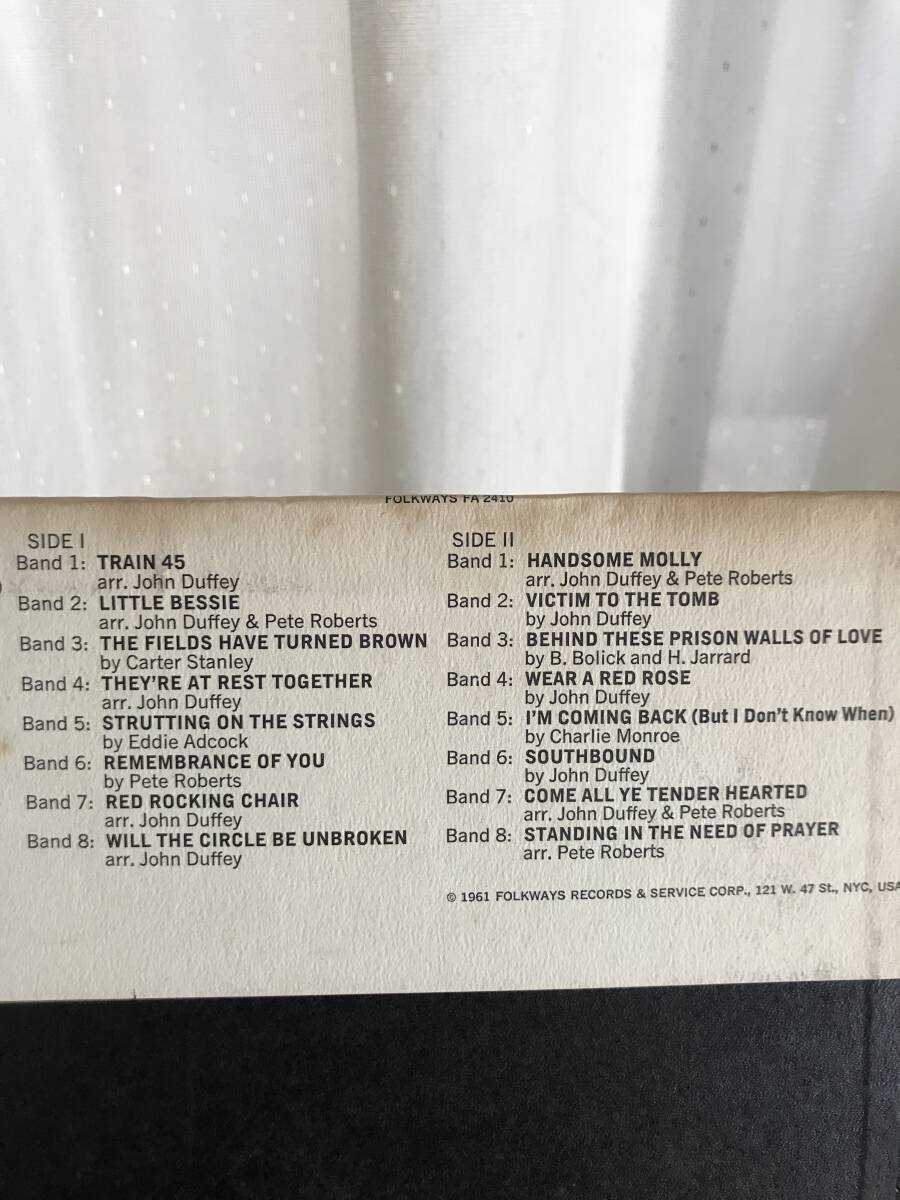 FOLKWAYS FA 2410
SIDE I
Band 1: TRAIN 45
arr. John Duffey
Band 2: LITTLE BESSIE
arr. John Duffey & Pete Roberts
Band 3: THE FIELDS HAVE TURNED BROWN
by Carter Stanley
Band 4: THEY'RE AT REST TOGETHER
arr. John Duffey
Band 5: STRUTTING ON THE STRINGS
by Eddie Adcock
Band 6: REMEMBRANCE OF YOU
by Pete Roberts
Band 7: RED ROCKING CHAIR
arr. John Duffey
Band 8: WILL THE CIRCLE BE UNBROKEN
arr. John Duffey
SIDE II
Band 1: HANDSOME MOLLY
arr. John Duffey & Pete Roberts
Band 2: VICTIM TO THE TOMB
by John Duffey
Band 3: BEHIND THESE PRISON WALLS OF LOVE
by B. Bolick and H. Jarrard
Band 4: WEAR A RED ROSE
by John Duffey
Band 5: I'M COMING BACK (But I Don't Know When)
by Charlie Monroe
Band 6: SOUTHBOUND
by John Duffey
Band 7: COME ALL YE TENDER HEARTED
arr. John Duffey & Pete Roberts
Band 8: STANDING IN THE NEED OF PRAYER
arr. Pete Roberts
© 1961 FOLKWAYS RECORDS & SERVICE CORP., 121 W. 47 St., NYC, USA